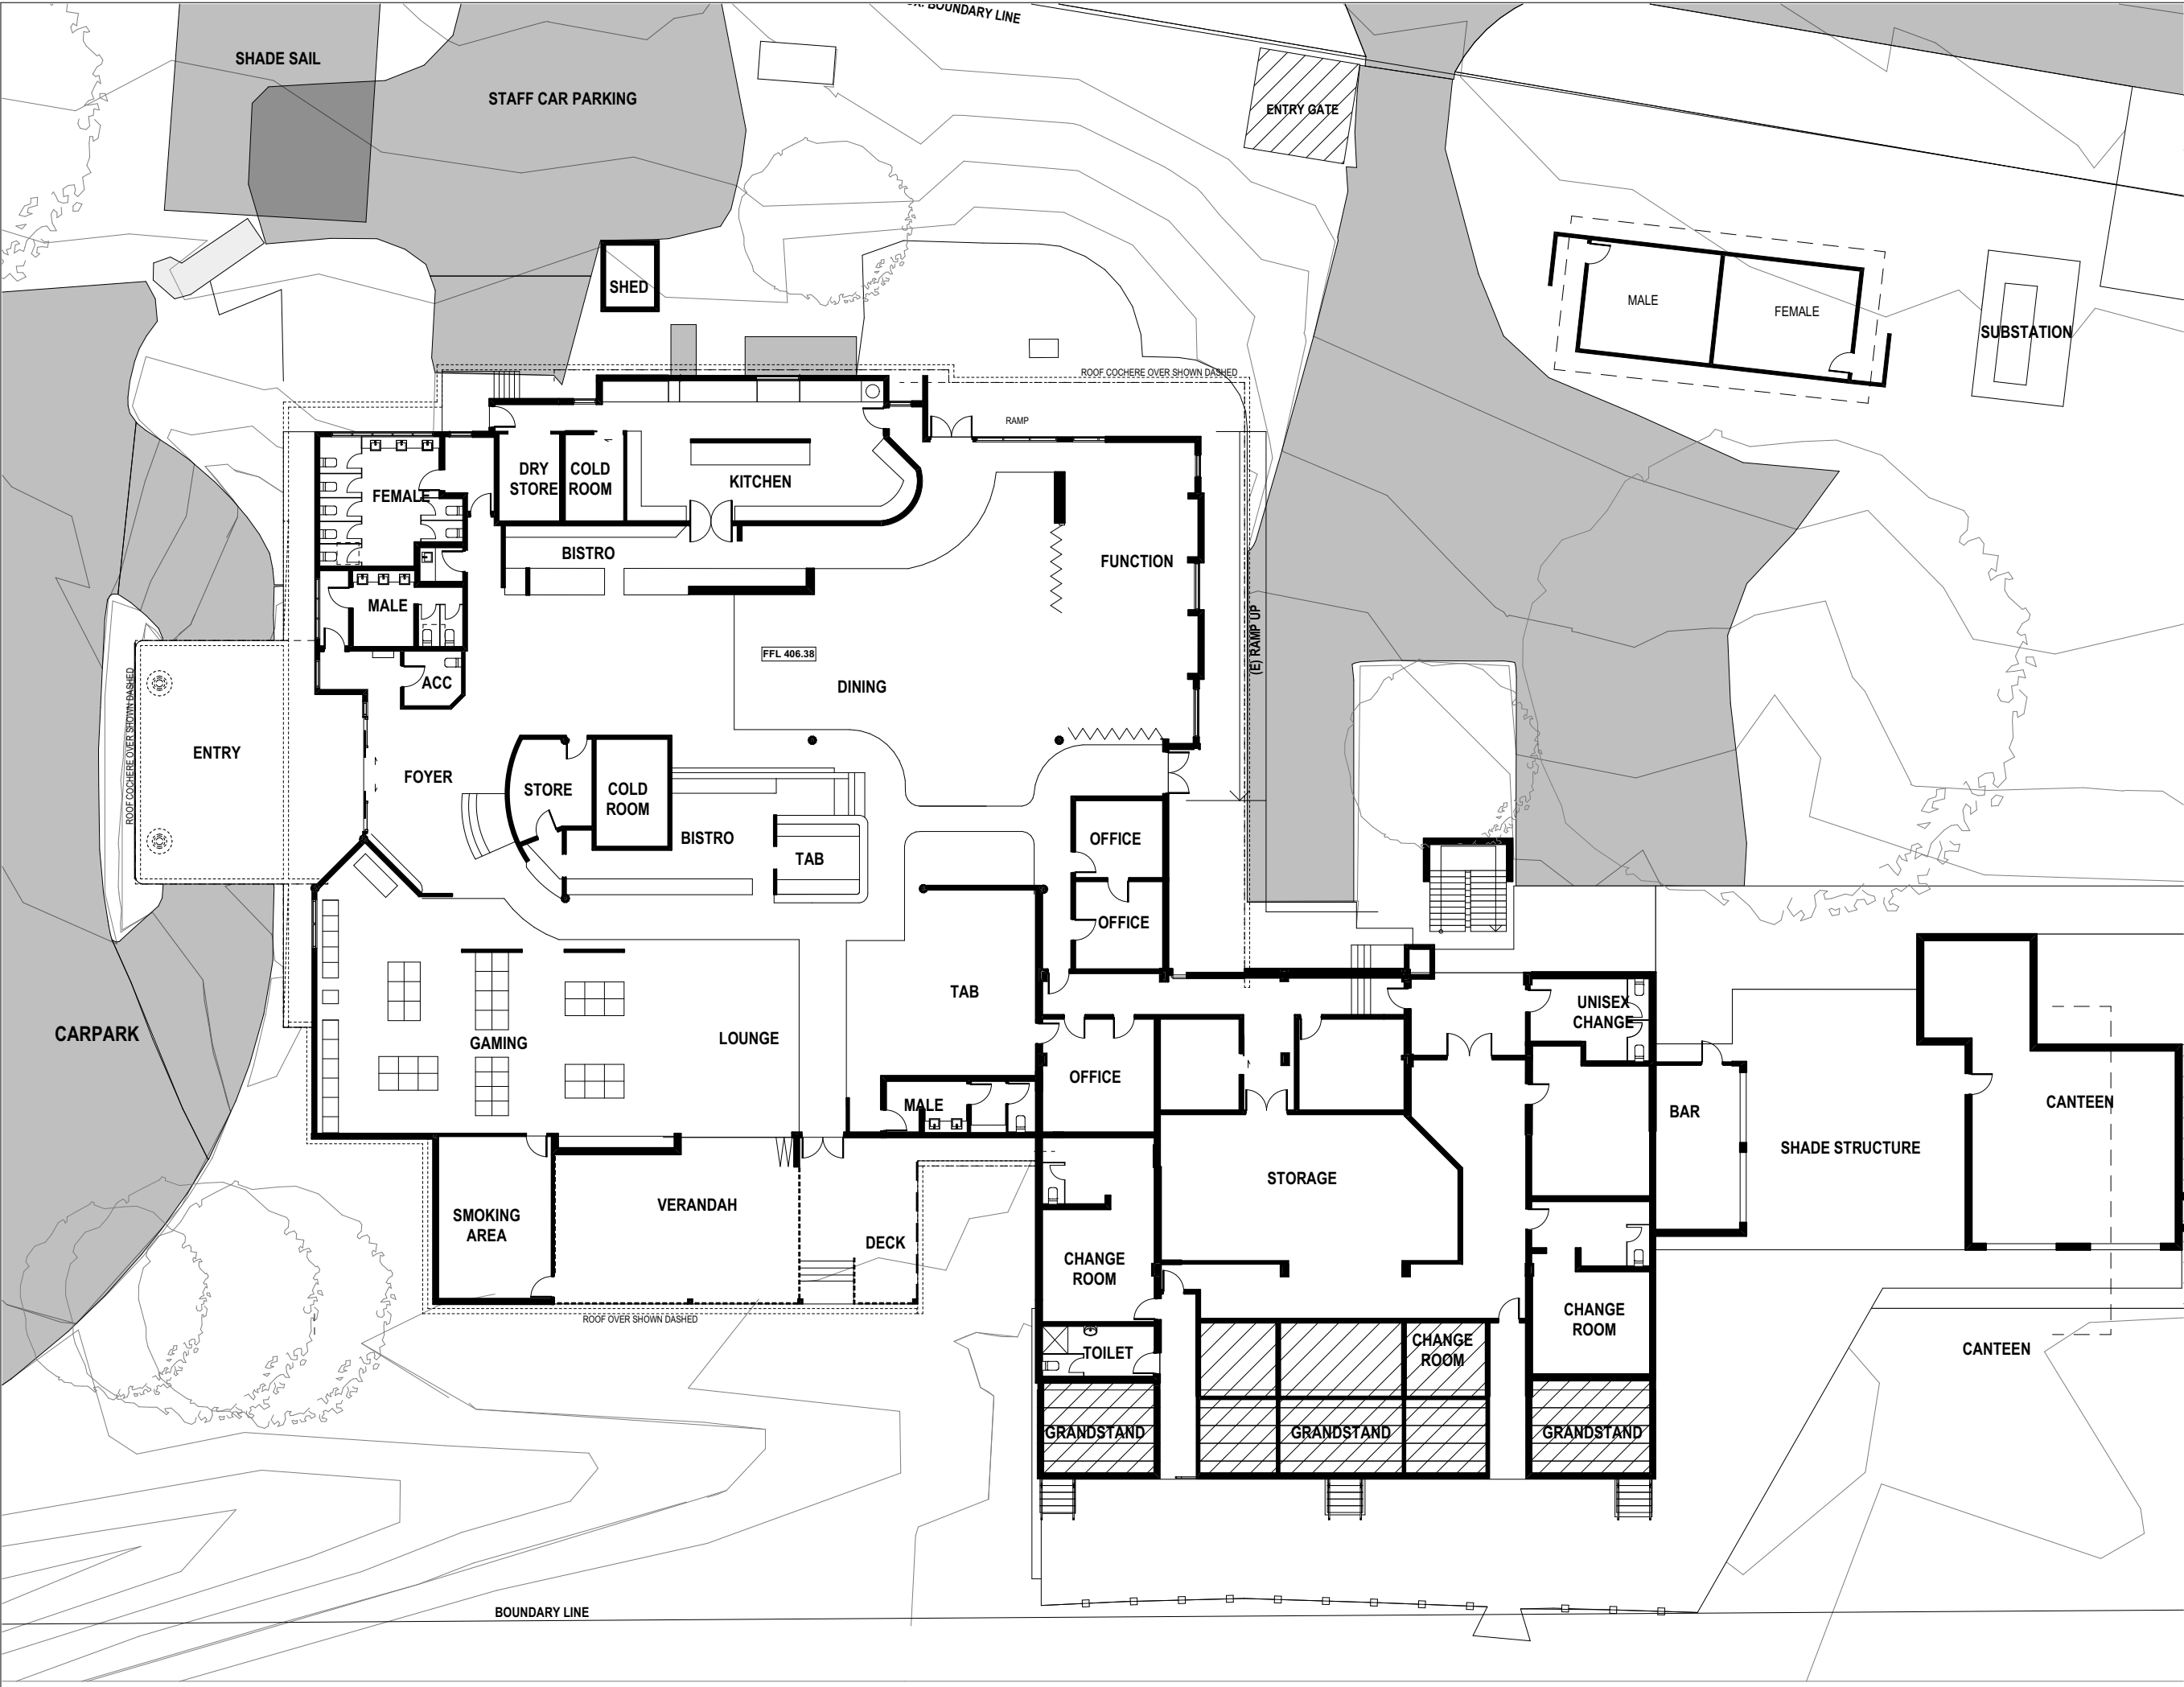 BOUNDARY LINE
SHADE SAIL
STAFF CAR PARKING
ENTRY GATE
SHED
MALE
FEMALE
SUBSTATION
ROOF COCHERE OVER SHOWN DASHED
RAMP
DRY
STORE
COLD
ROOM
KITCHEN
FEMALE
BISTRO
FUNCTION
MALE
(E) RAMP UP
FFL 406.38
ACC
DINING
ROOF COCHERE OVER SHOWN DASHED
ENTRY
FOYER
STORE
COLD
ROOM
BISTRO
TAB
OFFICE
OFFICE
TAB
UNISEX
CHANGE
CARPARK
GAMING
LOUNGE
OFFICE
MALE
BAR
CANTEEN
SHADE STRUCTURE
STORAGE
VERANDAH
SMOKING
AREA
DECK
CHANGE
ROOM
CHANGE
ROOM
ROOF OVER SHOWN DASHED
TOILET
CHANGE
ROOM
CANTEEN
GRANDSTAND
GRANDSTAND
GRANDSTAND
BOUNDARY LINE